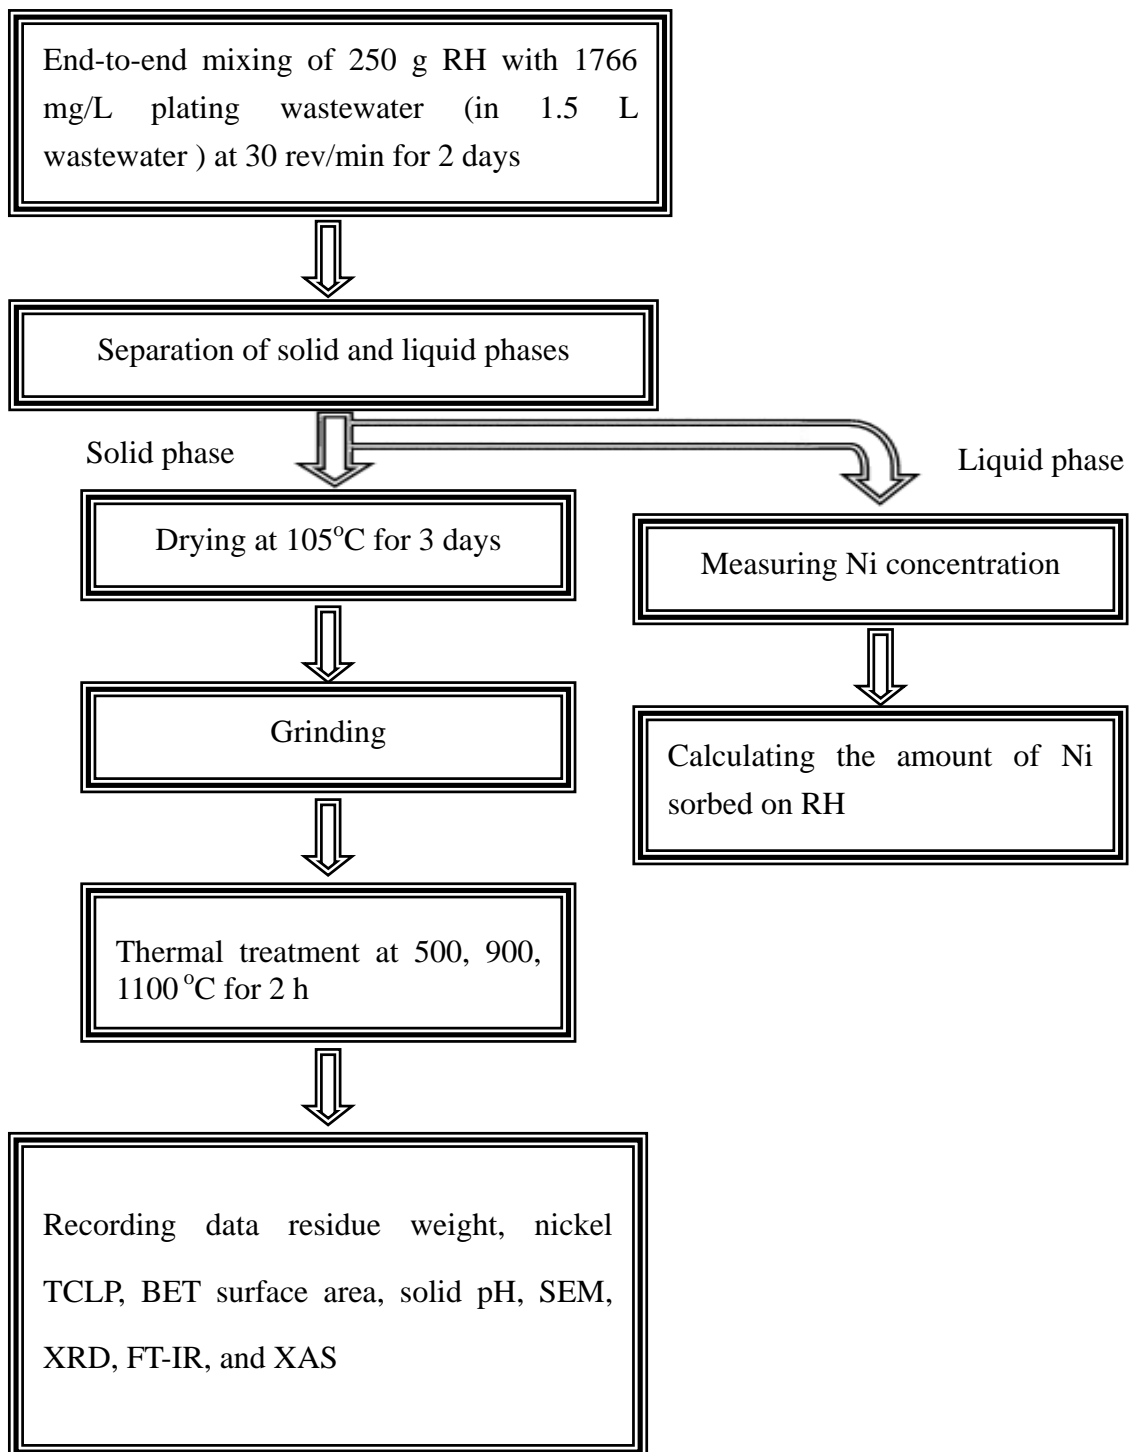 End-to-end mixing of 250 g RH with 1766
mg/L plating wastewater (in 1.5 L
wastewater ) at 30 rev/min for 2 days
Separation of solid and liquid phases
Solid phase
Liquid phase
Drying at 105°C for 3 days
Measuring Ni concentration
Grinding
Calculating the amount of Ni
sorbed on RH
Thermal treatment at 500, 900,
1100 °C for 2 h
Recording data residue weight, nickel
TCLP, BET surface area, solid pH, SEM,
XRD, FT-IR, and XAS